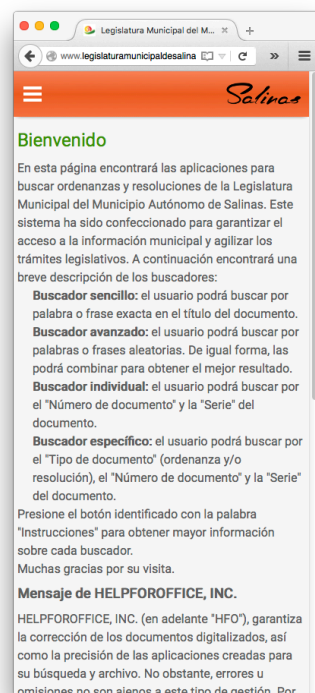 Legislatura Municipal del M...
www.legislaturamunicipaldesalina
Salinas
Bienvenido
En esta página encontrará las aplicaciones para
buscar ordenanzas y resoluciones de la Legislatura
Municipal del Municipio Autónomo de Salinas. Este
sistema ha sido confeccionado para garantizar el
acceso a la información municipal y agilizar los
trámites legislativos. A continuación encontrará una
breve descripción de los buscadores:
Buscador sencillo: el usuario podrá buscar por
palabra o frase exacta en el título del documento.
Buscador avanzado: el usuario podrá buscar por
palabras o frases aleatorias. De igual forma, las
podrá combinar para obtener el mejor resultado.
Buscador individual: el usuario podrá buscar por
el "Número de documento" y la "Serie" del
documento.
Buscador específico: el usuario podrá buscar por
el "Tipo de documento" (ordenanza y/o
resolución), el "Número de documento" y la "Serie"
del documento.
Presione el botón identificado con la palabra
"Instrucciones" para obtener mayor información
sobre cada buscador.
Muchas gracias por su visita.
Mensaje de HELPFOROFFICE, INC.
HELPFOROFFICE, INC. (en adelante "HFO"), garantiza
la corrección de los documentos digitalizados, así
como la precisión de las aplicaciones creadas para
su búsqueda y archivo. No obstante, errores u
omisiones no son ajenos a este tipo de gestión. Por